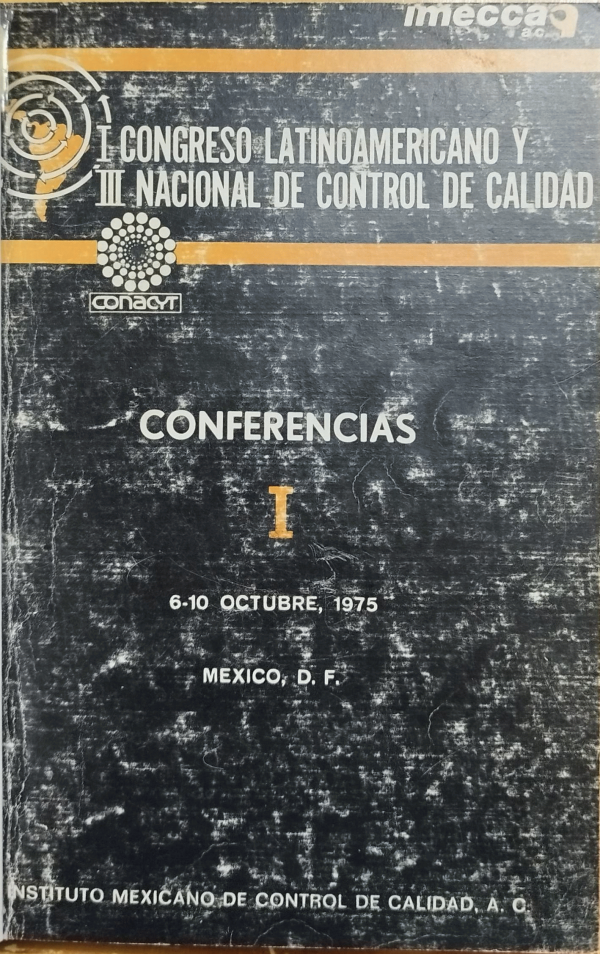 imecca
a.c.
I CONGRESO LATINOAMERICANO Y
III NACIONAL DE CONTROL DE CALIDAD
conacyt
CONFERENCIAS
I
6-10 OCTUBRE, 1975
MEXICO, D. F.
INSTITUTO MEXICANO DE CONTROL DE CALIDAD, A. C.